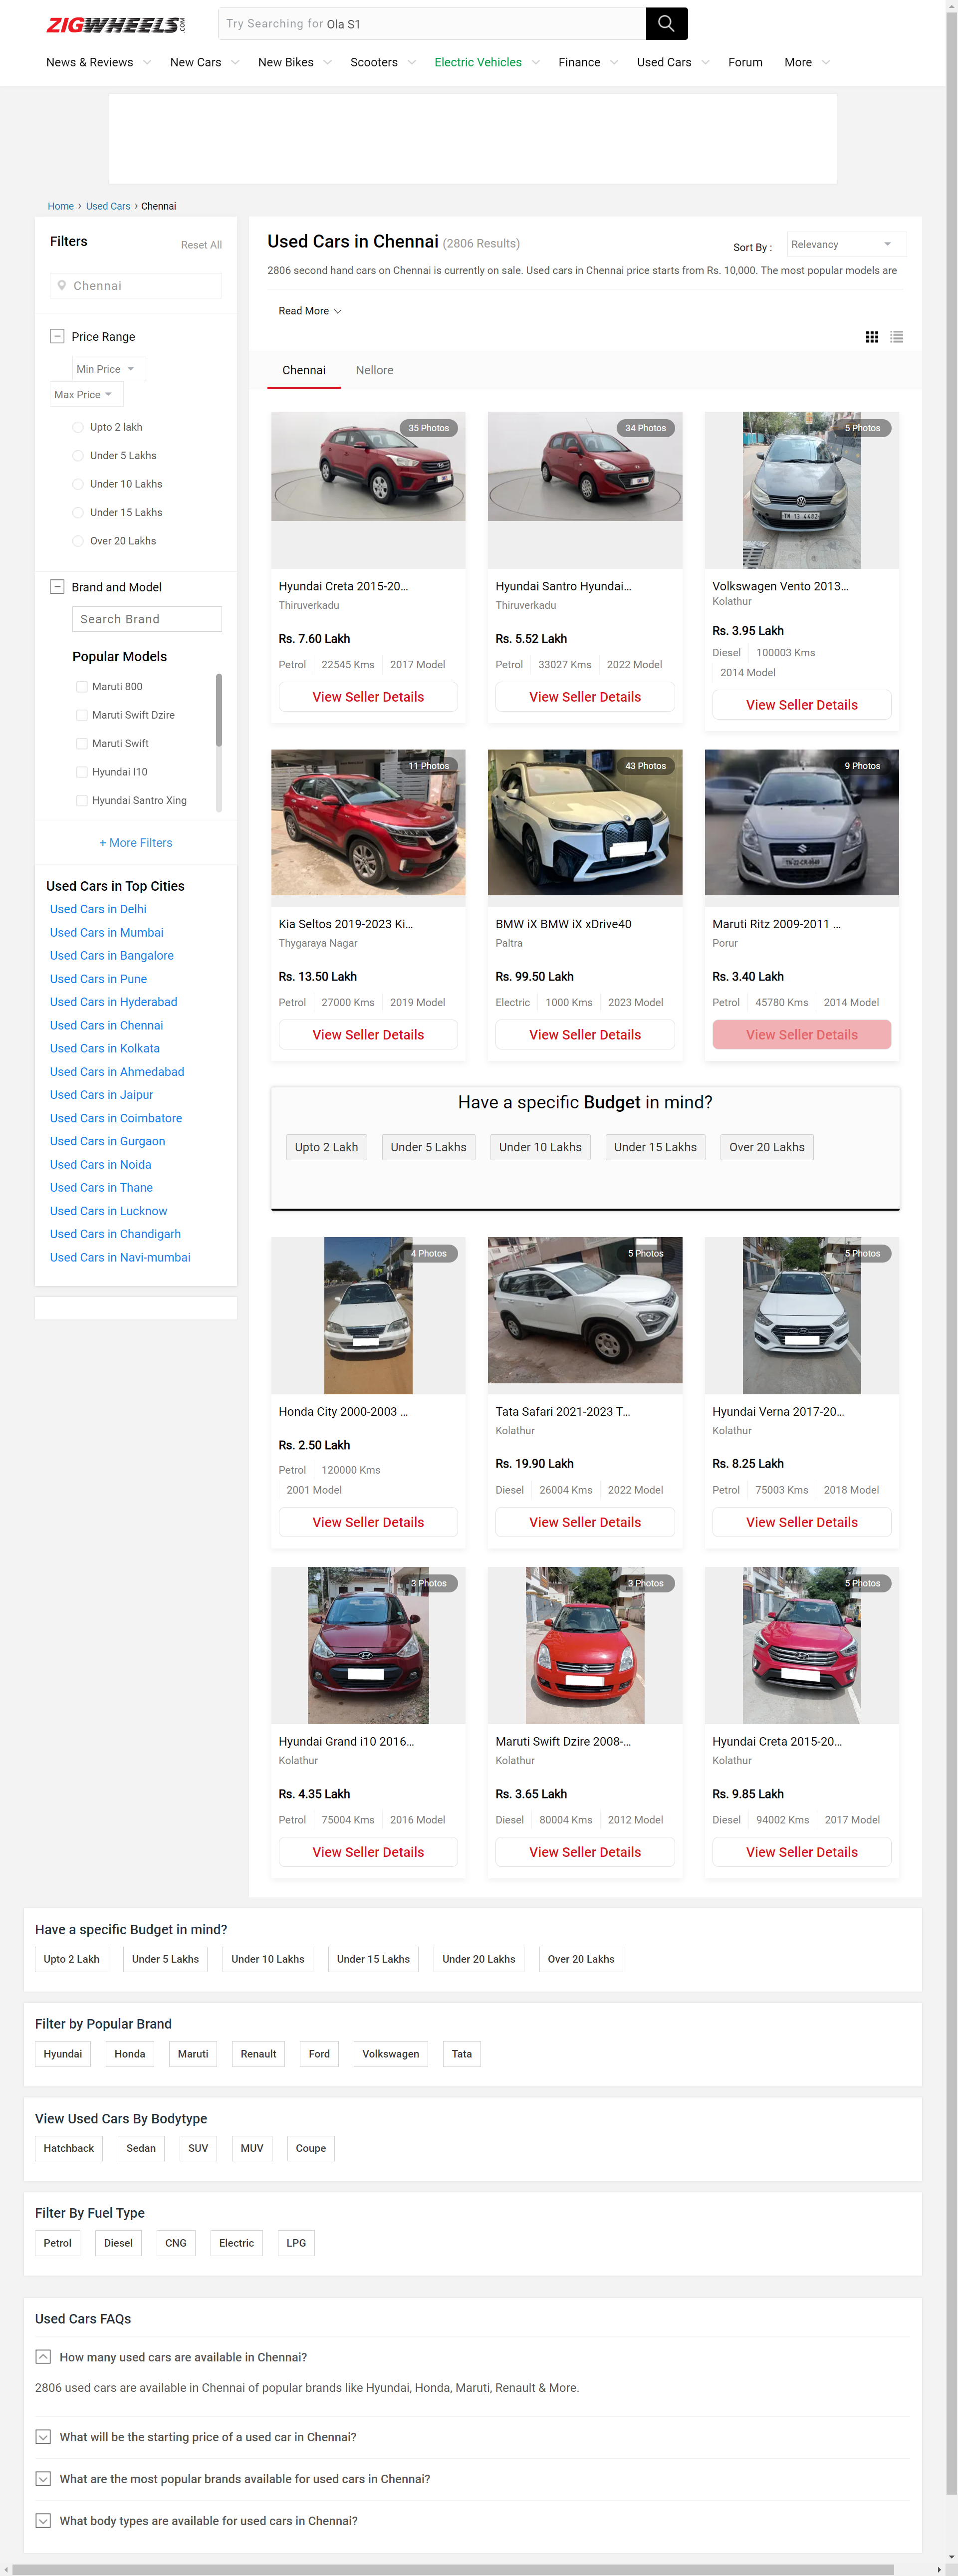 ZIGWHEELS.COM
Try Searching for Ola S1
News & Reviews New Cars New Bikes Scooters Electric Vehicles Finance Used Cars Forum More
Home › Used Cars › Chennai
Filters
Reset All
Chennai
Price Range
Min Price
Max Price
Upto 2 lakh
Under 5 Lakhs
Under 10 Lakhs
Under 15 Lakhs
Over 20 Lakhs
Brand and Model
Search Brand
Popular Models
Maruti 800
Maruti Swift Dzire
Maruti Swift
Hyundai I10
Hyundai Santro Xing
+ More Filters
Used Cars in Top Cities
Used Cars in Delhi
Used Cars in Mumbai
Used Cars in Bangalore
Used Cars in Pune
Used Cars in Hyderabad
Used Cars in Chennai
Used Cars in Kolkata
Used Cars in Ahmedabad
Used Cars in Jaipur
Used Cars in Coimbatore
Used Cars in Gurgaon
Used Cars in Noida
Used Cars in Thane
Used Cars in Lucknow
Used Cars in Chandigarh
Used Cars in Navi-mumbai
Used Cars in Chennai (2806 Results)
Sort By : Relevancy
2806 second hand cars on Chennai is currently on sale. Used cars in Chennai price starts from Rs. 10,000. The most popular models are
Read More
Chennai Nellore
35 Photos
Hyundai Creta 2015-20...
Thiruverkadu
Rs. 7.60 Lakh
Petrol 22545 Kms 2017 Model
View Seller Details
34 Photos
Hyundai Santro Hyundai...
Thiruverkadu
Rs. 5.52 Lakh
Petrol 33027 Kms 2022 Model
View Seller Details
5 Photos
TN 13 4482
Volkswagen Vento 2013...
Kolathur
Rs. 3.95 Lakh
Diesel 100003 Kms
2014 Model
View Seller Details
11 Photos
Kia Seltos 2019-2023 Ki...
Thygaraya Nagar
Rs. 13.50 Lakh
Petrol 27000 Kms 2019 Model
View Seller Details
43 Photos
BMW iX BMW iX xDrive40
Paltra
Rs. 99.50 Lakh
Electric 1000 Kms 2023 Model
View Seller Details
9 Photos
Maruti Ritz 2009-2011 ...
Porur
Rs. 3.40 Lakh
Petrol 45780 Kms 2014 Model
View Seller Details
Have a specific Budget in mind?
Upto 2 Lakh Under 5 Lakhs Under 10 Lakhs Under 15 Lakhs Over 20 Lakhs
4 Photos
Honda City 2000-2003 ...
Rs. 2.50 Lakh
Petrol 120000 Kms
2001 Model
View Seller Details
5 Photos
Tata Safari 2021-2023 T...
Kolathur
Rs. 19.90 Lakh
Diesel 26004 Kms 2022 Model
View Seller Details
5 Photos
Hyundai Verna 2017-20...
Kolathur
Rs. 8.25 Lakh
Petrol 75003 Kms 2018 Model
View Seller Details
3 Photos
Hyundai Grand i10 2016...
Kolathur
Rs. 4.35 Lakh
Petrol 75004 Kms 2016 Model
View Seller Details
3 Photos
Maruti Swift Dzire 2008-...
Kolathur
Rs. 3.65 Lakh
Diesel 80004 Kms 2012 Model
View Seller Details
5 Photos
Hyundai Creta 2015-20...
Kolathur
Rs. 9.85 Lakh
Diesel 94002 Kms 2017 Model
View Seller Details
Have a specific Budget in mind?
Upto 2 Lakh Under 5 Lakhs Under 10 Lakhs Under 15 Lakhs Under 20 Lakhs Over 20 Lakhs
Filter by Popular Brand
Hyundai Honda Maruti Renault Ford Volkswagen Tata
View Used Cars By Bodytype
Hatchback Sedan SUV MUV Coupe
Filter By Fuel Type
Petrol Diesel CNG Electric LPG
Used Cars FAQs
How many used cars are available in Chennai?
2806 used cars are available in Chennai of popular brands like Hyundai, Honda, Maruti, Renault & More.
What will be the starting price of a used car in Chennai?
What are the most popular brands available for used cars in Chennai?
What body types are available for used cars in Chennai?